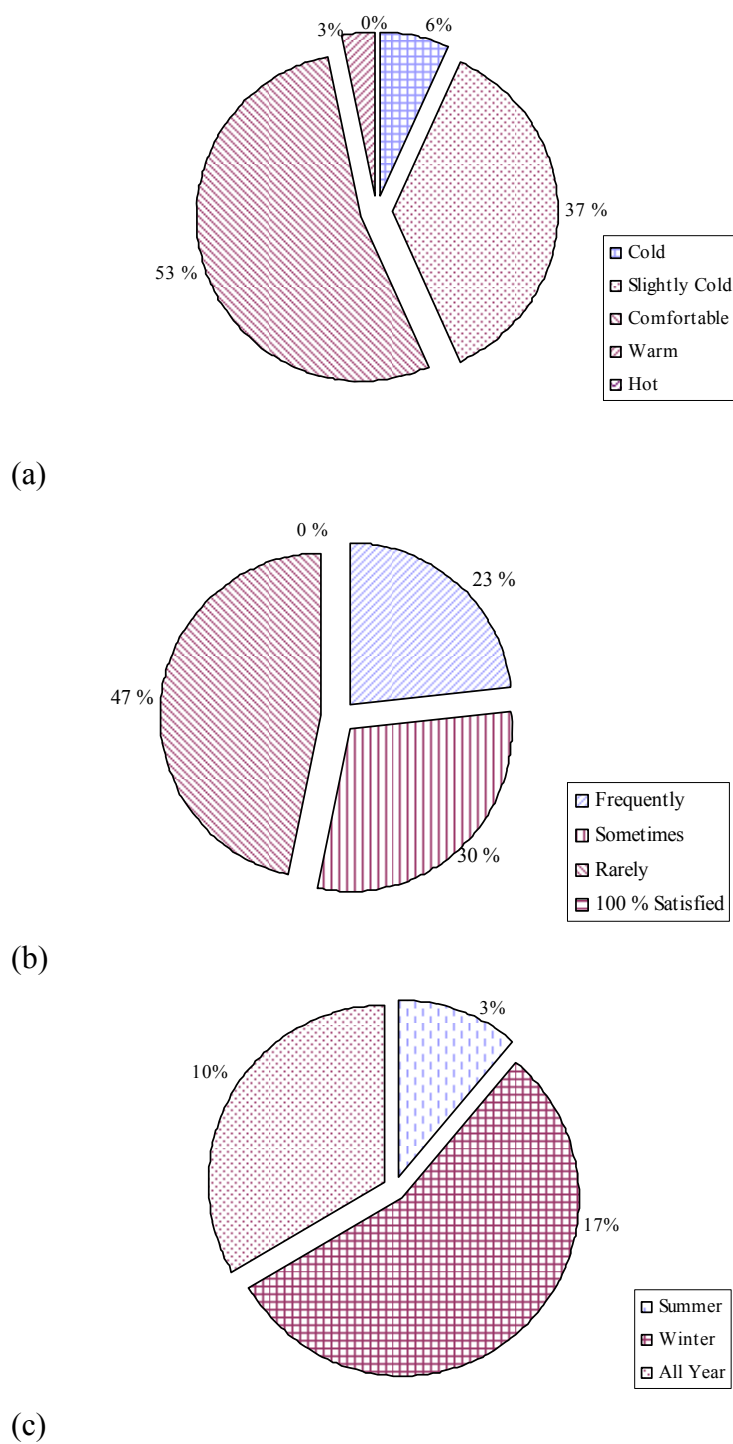 3%
0%
6%
37 %
53 %
Cold
Slightly Cold
Comfortable
Warm
Hot
(a)
0 %
23 %
47 %
30 %
Frequently
Sometimes
Rarely
100 % Satisfied
(b)
3%
10%
17%
Summer
Winter
All Year
(c)